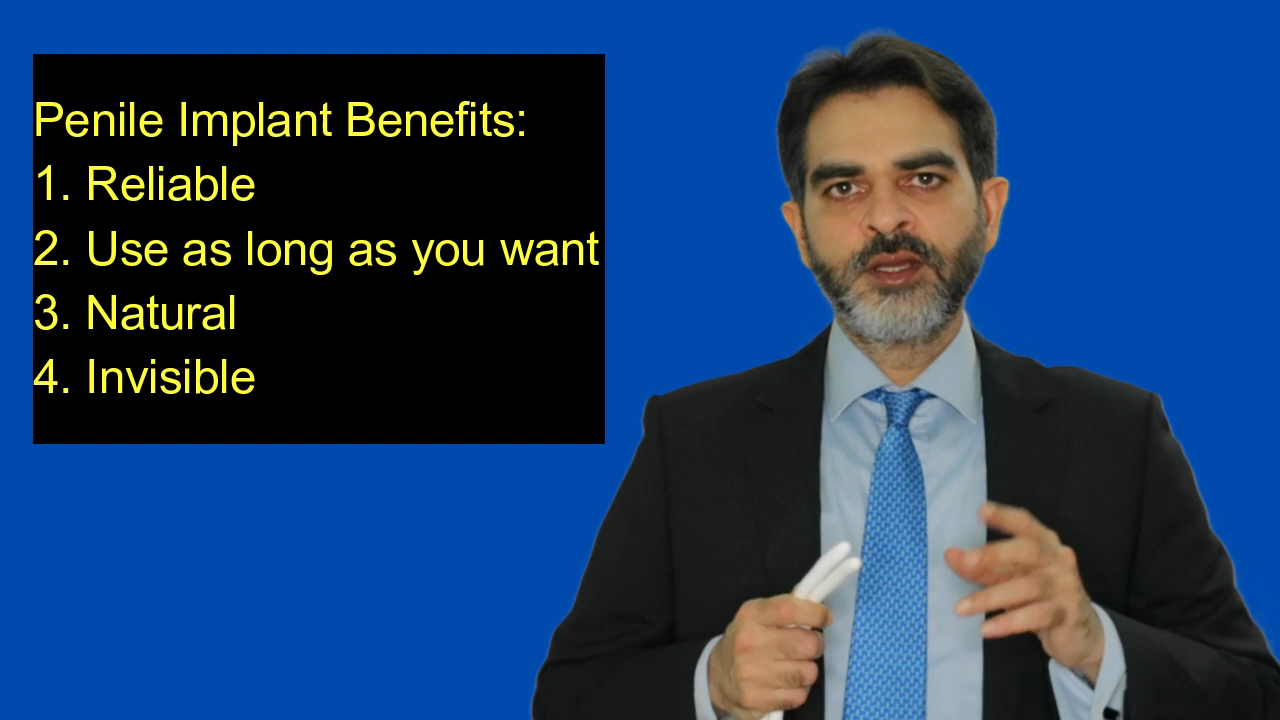 Penile Implant Benefits:
1. Reliable
2. Use as long as you want
3. Natural
4. Invisible